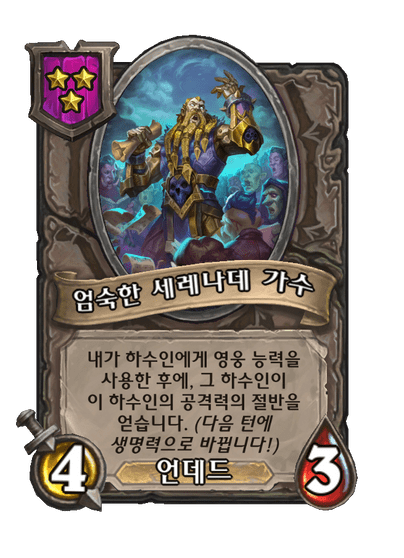 엄숙한 세레나데 가수
내가 하수인에게 영웅 능력을
사용한 후에, 그 하수인이
이 하수인의 공격력의 절반을
얻습니다. (다음 턴에
생명력으로 바뀝니다!)
언데드
4
3